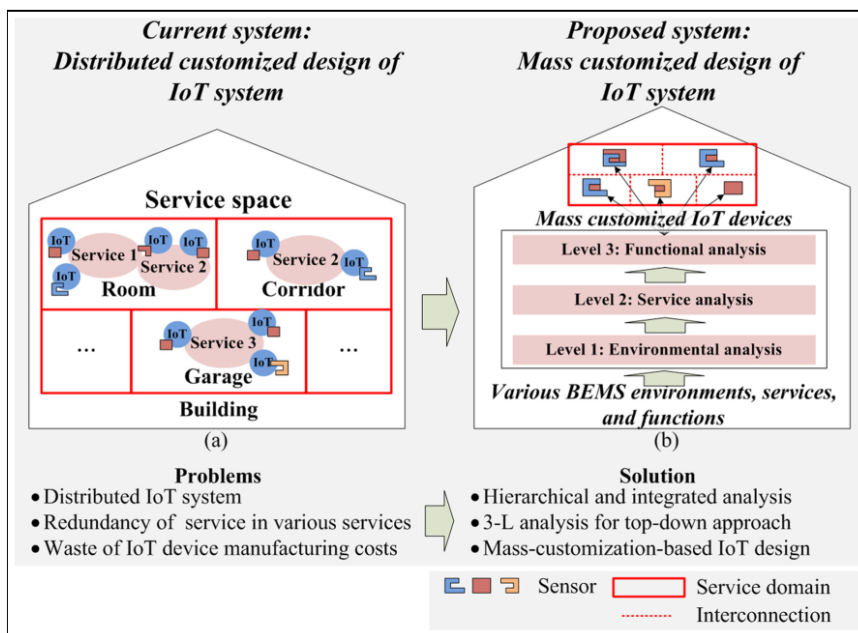 Current system:
Distributed customized design of
IoT system
Service space
IoT
IoT
IoT
Service 1
Service 2
IoT
Room
IoT
Service 2
IoT
Corridor
...
IoT
IoT
Service 3
IoT
Garage
...
Building
(a)
Proposed system:
Mass customized design of
IoT system
Mass customized IoT devices
Level 3: Functional analysis
Level 2: Service analysis
Level 1: Environmental analysis
Various BEMS environments, services,
and functions
(b)
Problems
• Distributed IoT system
• Redundancy of service in various services
• Waste of IoT device manufacturing costs
Solution
• Hierarchical and integrated analysis
• 3-L analysis for top-down approach
• Mass-customization-based IoT design
Sensor
Service domain
Interconnection